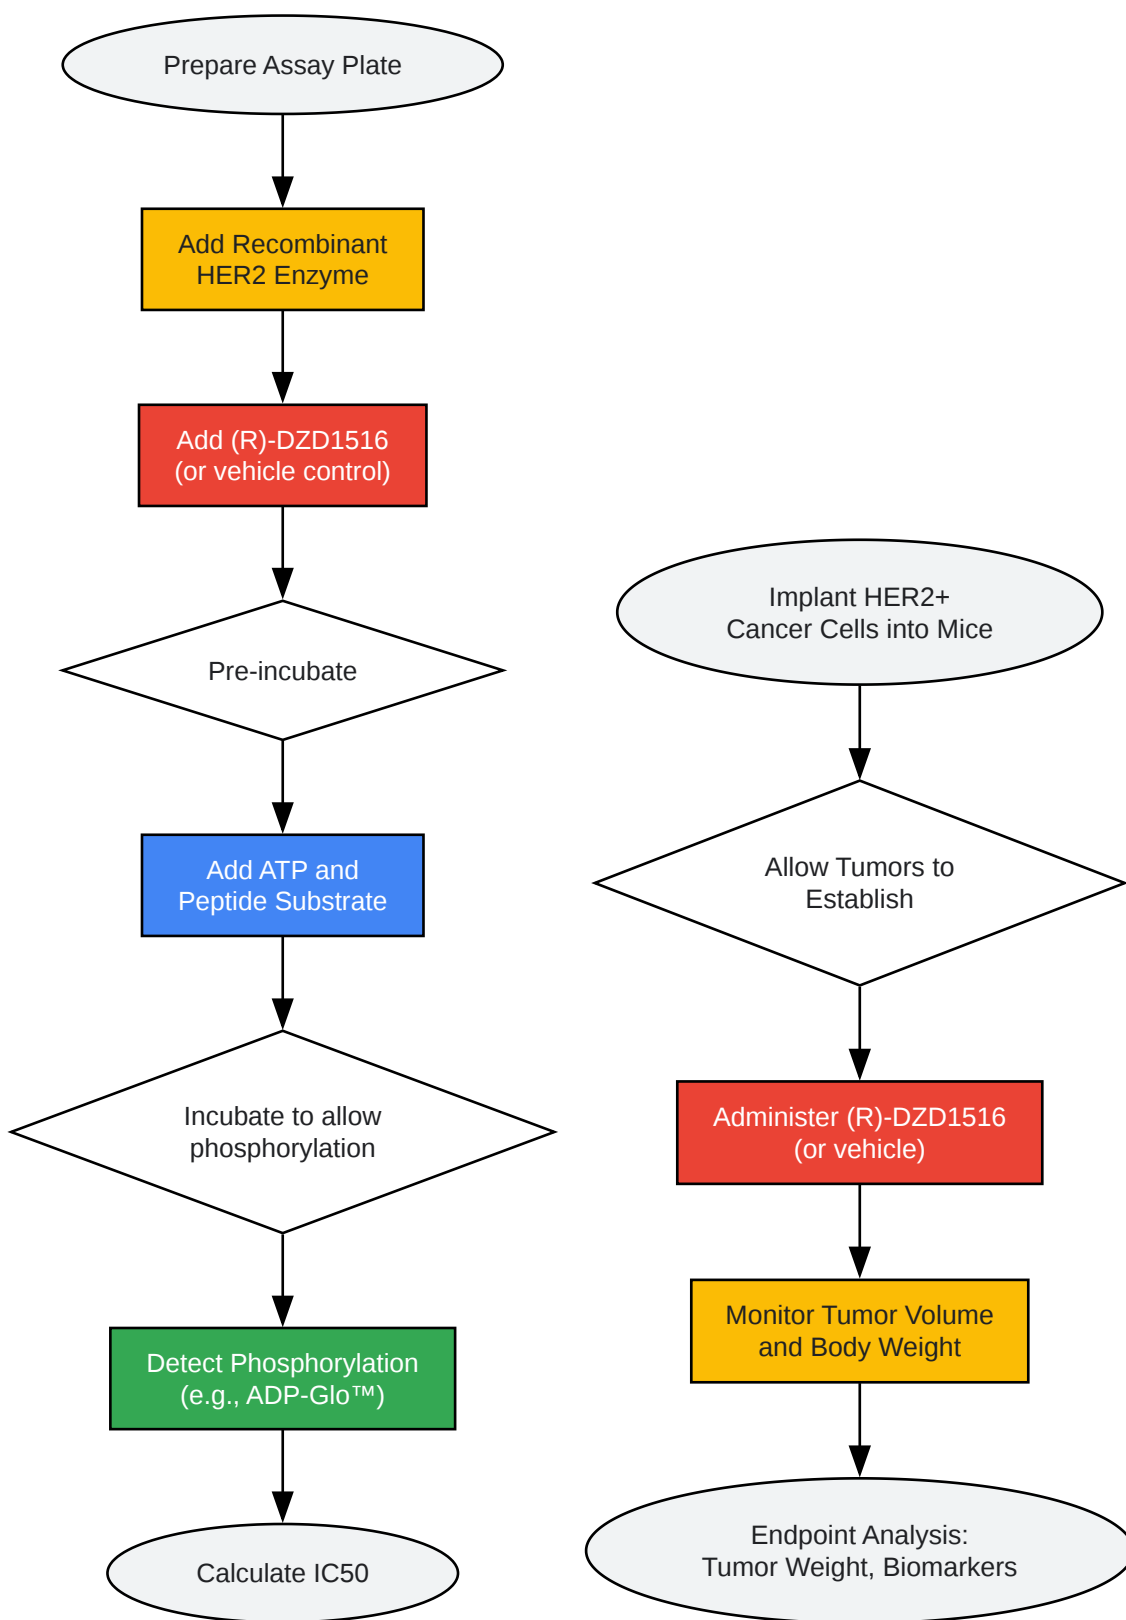 Prepare Assay Plate
Add Recombinant
HER2 Enzyme
Add (R)-DZD1516
(or vehicle control)
Pre-incubate
Add ATP and
Peptide Substrate
Incubate to allow
phosphorylation
Detect Phosphorylation
(e.g., ADP-Glo™)
Calculate IC50
Implant HER2+
Cancer Cells into Mice
Allow Tumors to
Establish
Administer (R)-DZD1516
(or vehicle)
Monitor Tumor Volume
and Body Weight
Endpoint Analysis:
Tumor Weight, Biomarkers